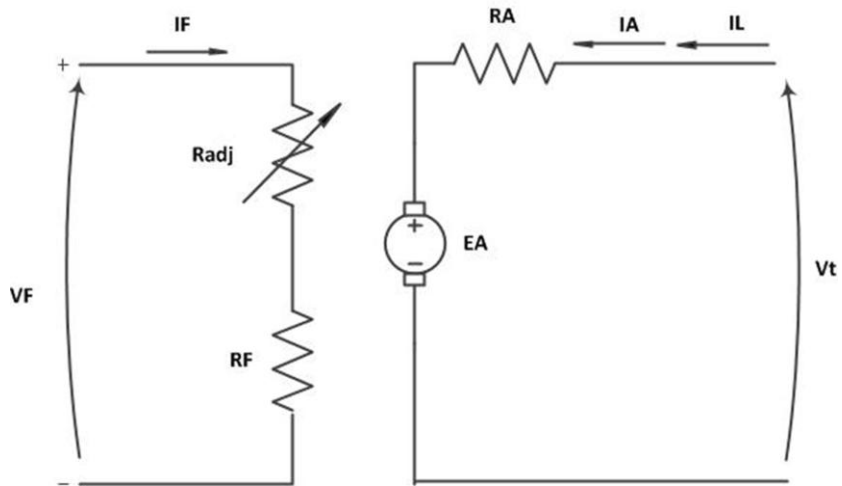 IF
RA
IA
IL
+
Radj
+
EA
−
VF
Vt
RF
−